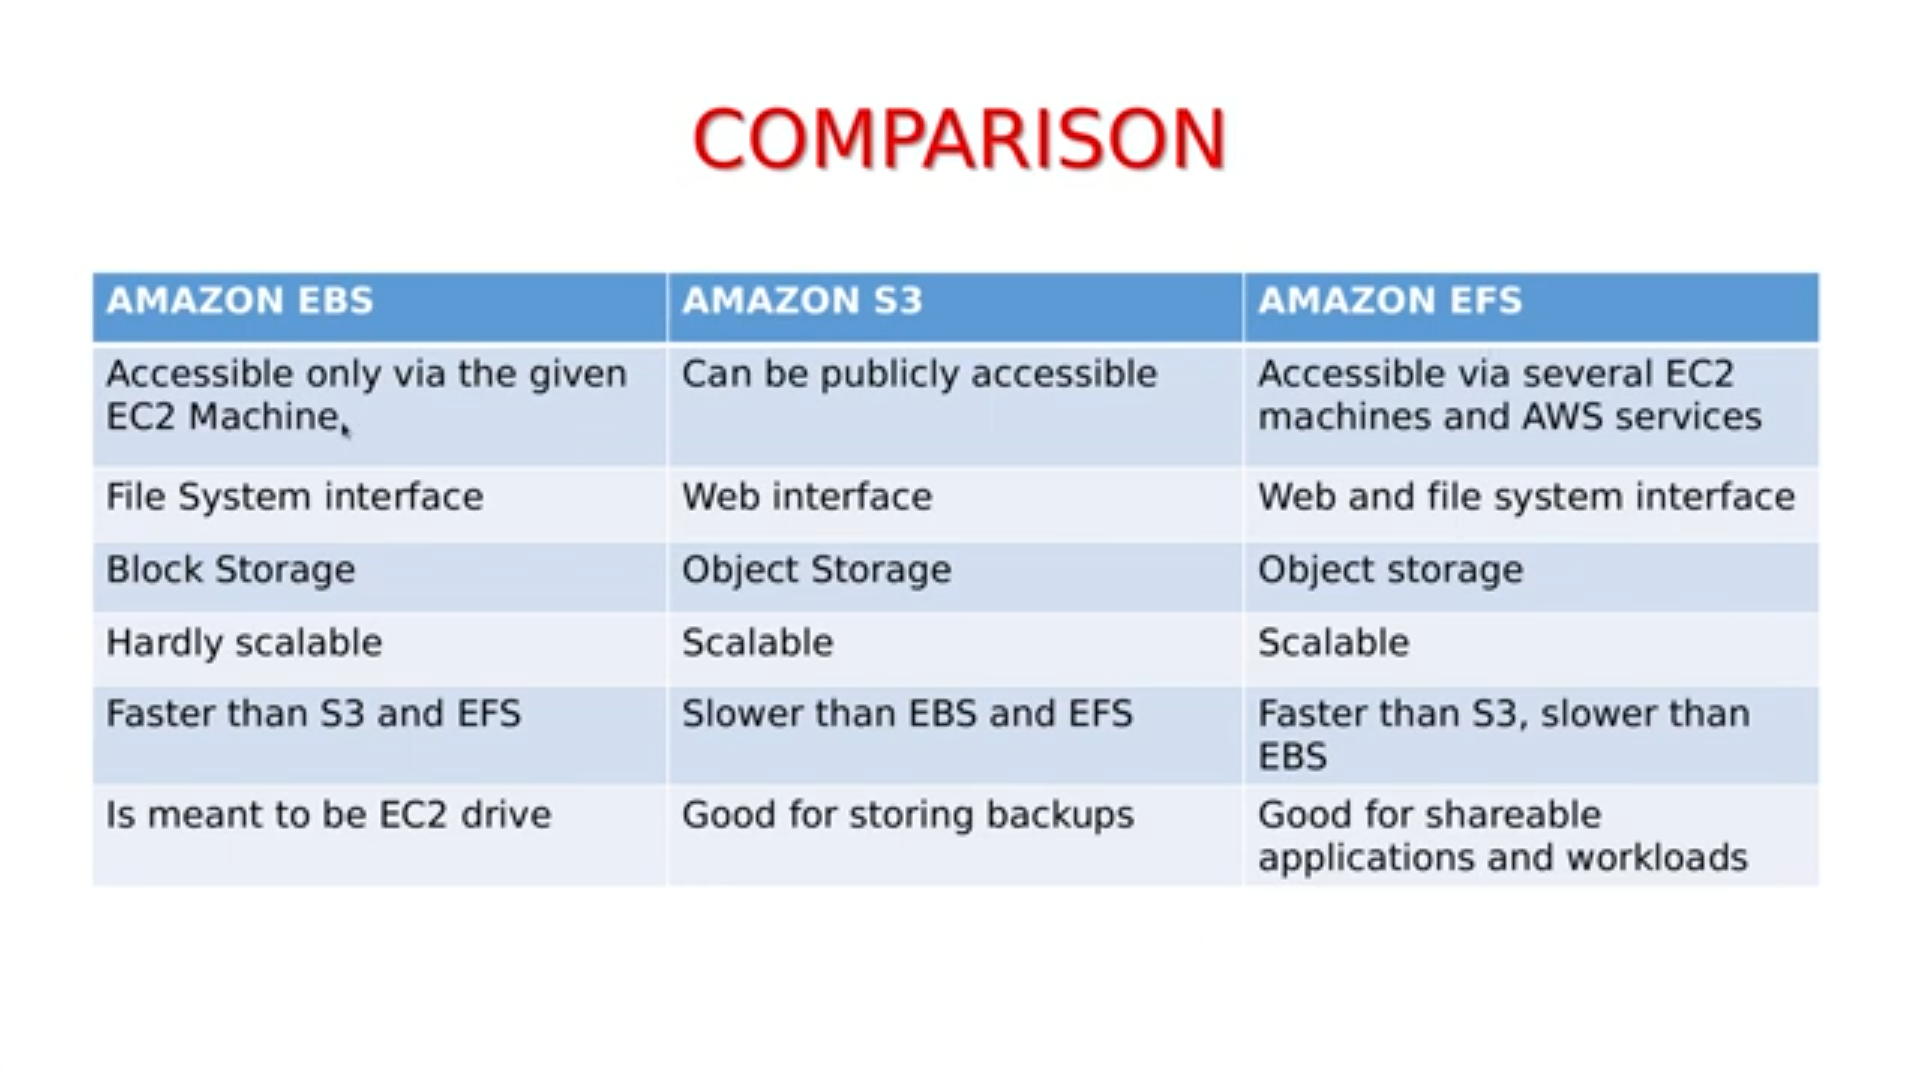 COMPARISON
AMAZON EBS
AMAZON S3
AMAZON EFS
Accessible only via the given
EC2 Machine.
Can be publicly accessible
Accessible via several EC2
machines and AWS services
File System interface
Web interface
Web and file system interface
Block Storage
Object Storage
Object storage
Hardly scalable
Scalable
Scalable
Faster than S3 and EFS
Slower than EBS and EFS
Faster than S3, slower than
EBS
Is meant to be EC2 drive
Good for storing backups
Good for shareable
applications and workloads